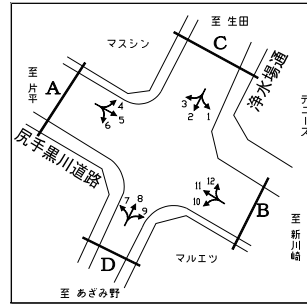 至 生田
マスシン
C
浄水場通
至 片平
A
3 2 1
4 5 6
尻手黒川道路
7 8 9
10 11 12
B
至 新川崎
D
マルエツ
至 あざみ野